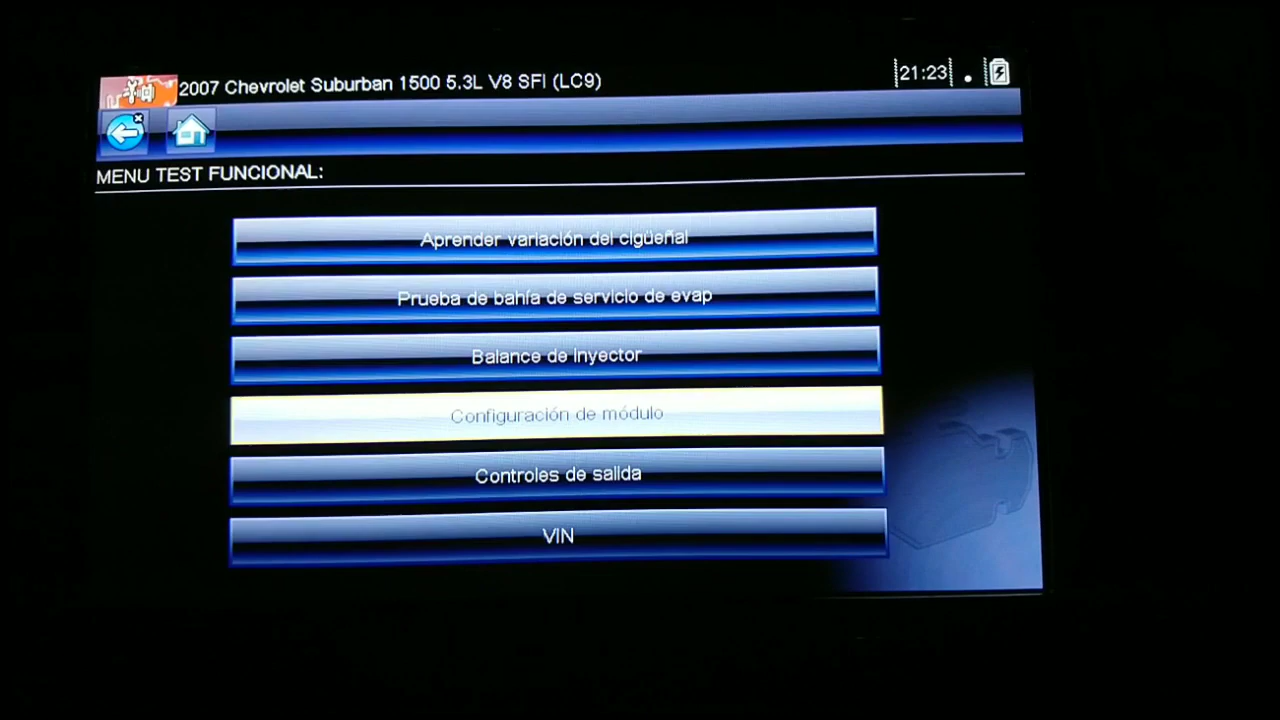 2007 Chevrolet Suburban 1500 5.3L V8 SFI (LC9)
21:23
MENU TEST FUNCIONAL:
Aprender variación del cigüeñal
Prueba de bahía de servicio de evap
Balance de inyector
Configuración de módulo
Controles de salida
VIN